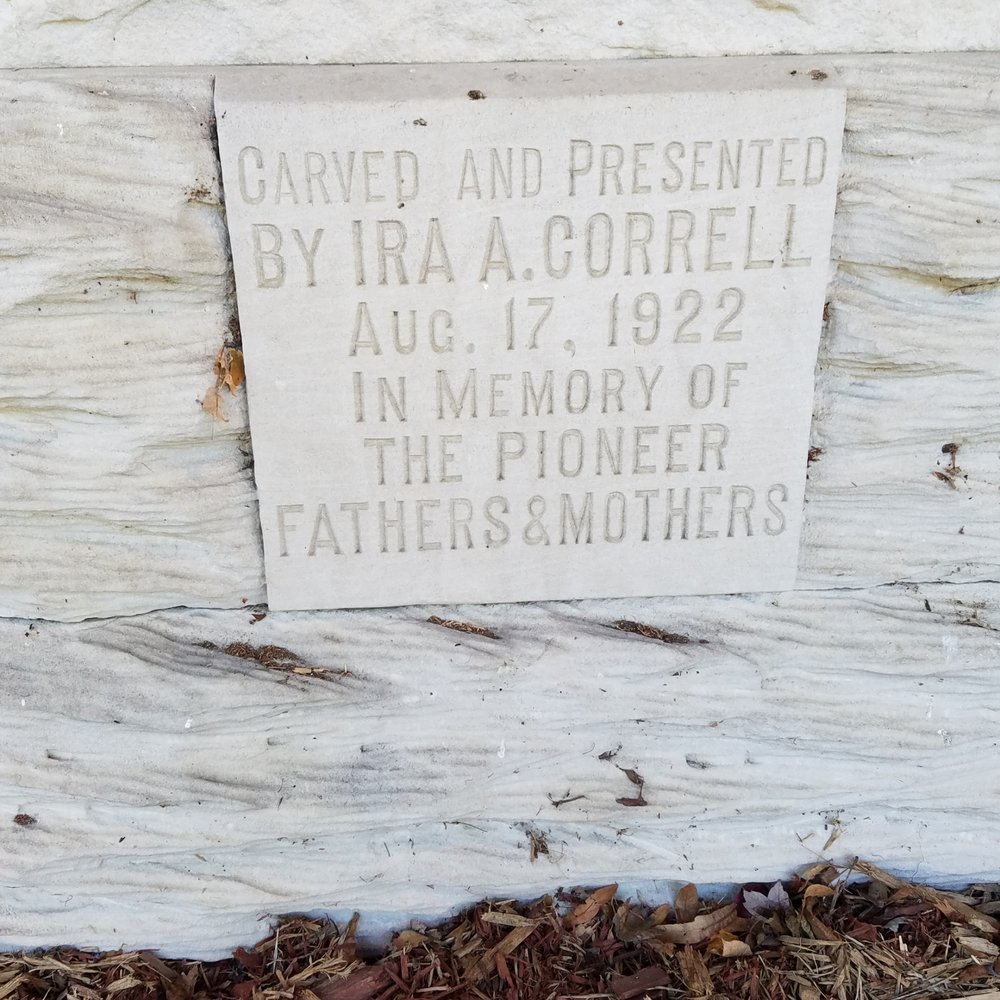 CARVED AND PRESENTED
BY IRA A. CORRELL
AUG. 17, 1922
IN MEMORY OF
THE PIONEER
FATHERS & MOTHERS